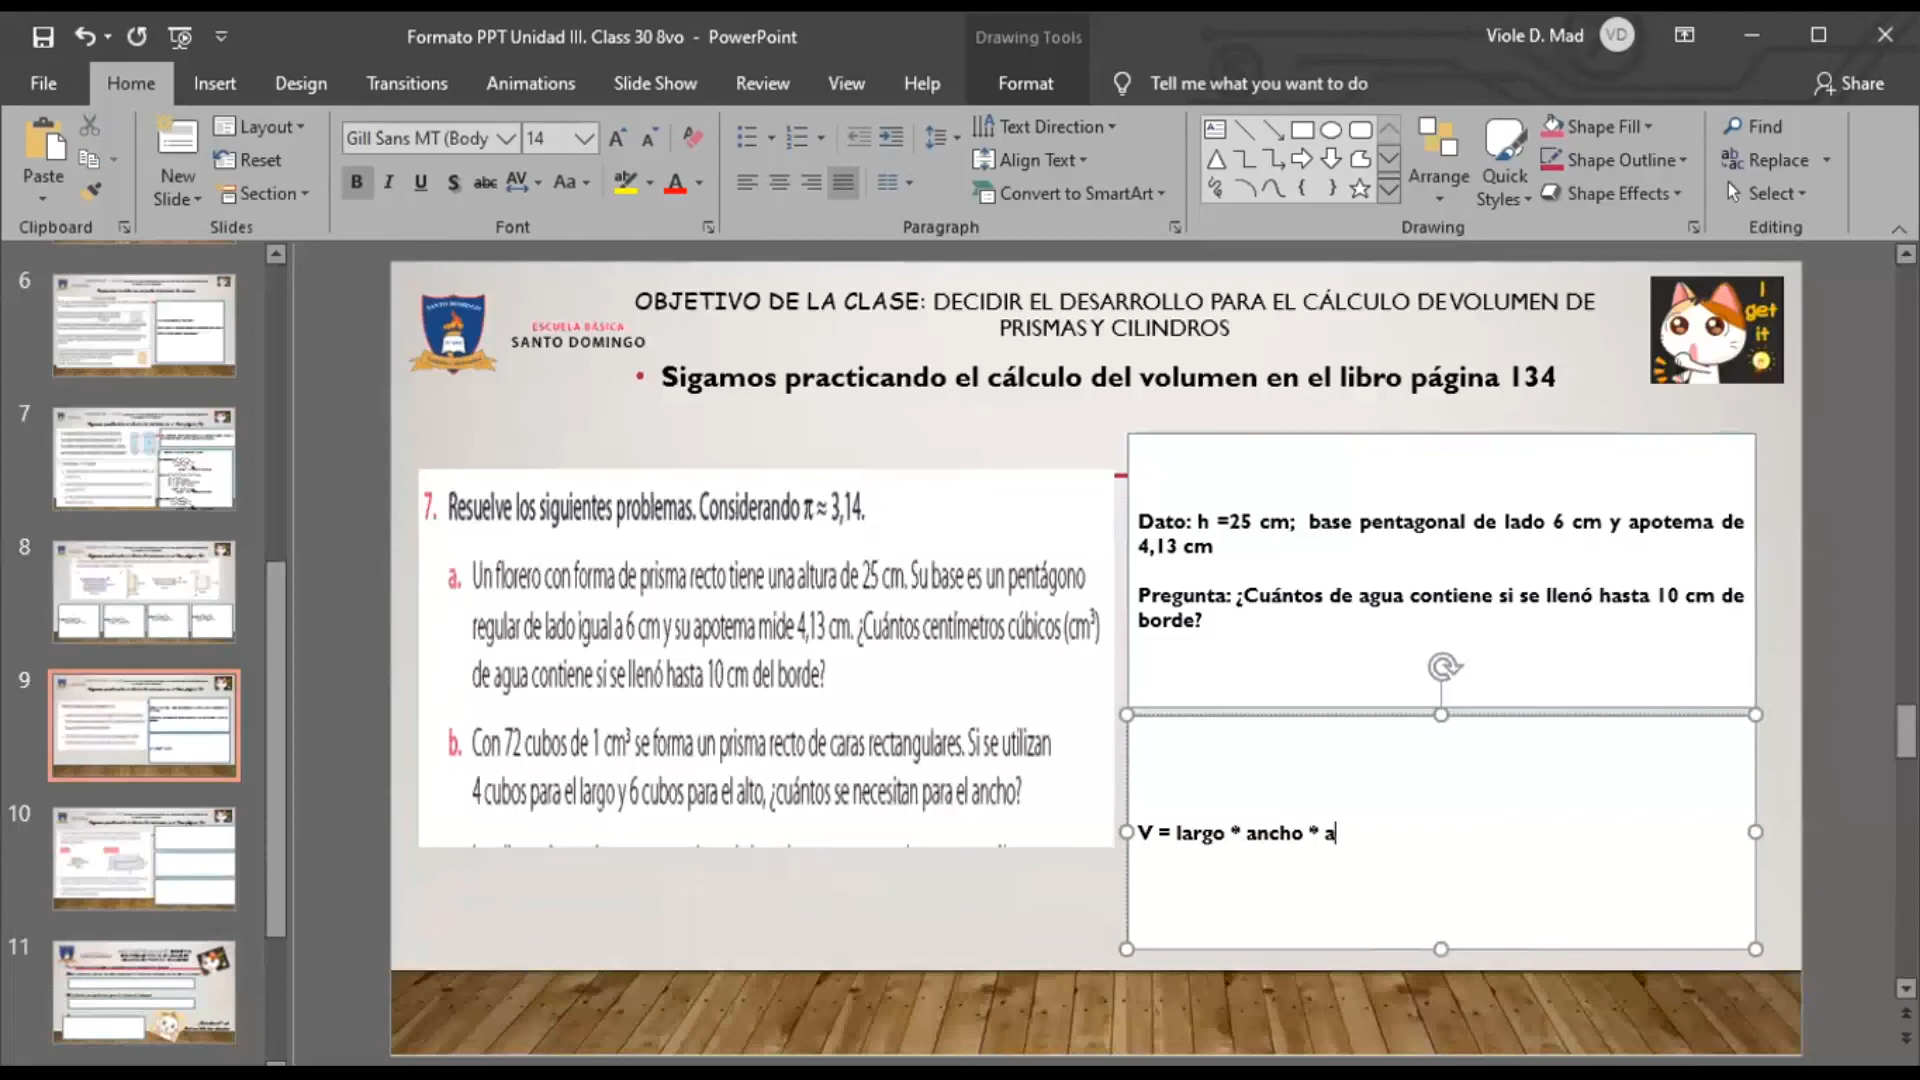 Formato PPT Unidad III. Class 30 8vo - PowerPoint
Drawing Tools
Viole D. Mad
VD
File
Home
Insert
Design
Transitions
Animations
Slide Show
Review
View
Help
Format
Tell me what you want to do
Share
Paste
Clipboard
New
Slide
Layout
Reset
Section
Slides
Gill Sans MT (Body
14
B
I
U
S
abc
AV
Aa
A
Font
Text Direction
Align Text
Convert to SmartArt
Paragraph
Arrange
Quick
Styles
Shape Fill
Shape Outline
Shape Effects
Drawing
Find
Replace
Select
Editing
6
7
8
9
10
11
SANTO DOMINGO
ESCUELA BÁSICA
SANTO DOMINGO
OBJETIVO DE LA CLASE: DECIDIR EL DESARROLLO PARA EL CÁLCULO DE VOLUMEN DE
PRISMAS Y CILINDROS
• Sigamos practicando el cálculo del volumen en el libro página 134
I
get
it
7. Resuelve los siguientes problemas. Considerando π ≈ 3,14.
a. Un florero con forma de prisma recto tiene una altura de 25 cm. Su base es un pentágono
regular de lado igual a 6 cm y su apotema mide 4,13 cm. ¿Cuántos centímetros cúbicos (cm³)
de agua contiene si se llenó hasta 10 cm del borde?
b. Con 72 cubos de 1 cm³ se forma un prisma recto de caras rectangulares. Si se utilizan
4 cubos para el largo y 6 cubos para el alto, ¿cuántos se necesitan para el ancho?
Dato: h =25 cm; base pentagonal de lado 6 cm y apotema de
4,13 cm
Pregunta: ¿Cuántos de agua contiene si se llenó hasta 10 cm de
borde?
V = largo * ancho * a